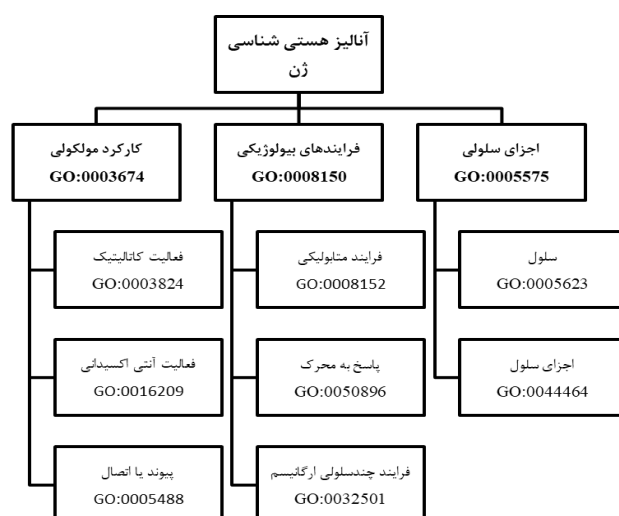 آنالیز هستی شناسی
ژن
اجزای سلولی
GO:0005575
فرایندهای بیولوژیکی
GO:0008150
کارکرد مولکولی
GO:0003674
سلول
GO:0005623
فرایند متابولیکی
GO:0008152
فعالیت کاتالیتیک
GO:0003824
اجزای سلول
GO:0044464
پاسخ به محرک
GO:0050896
فعالیت آنتی اکسیدانی
GO:0016209
فرایند چندسلولی ارگانیسم
GO:0032501
پیوند یا اتصال
GO:0005488